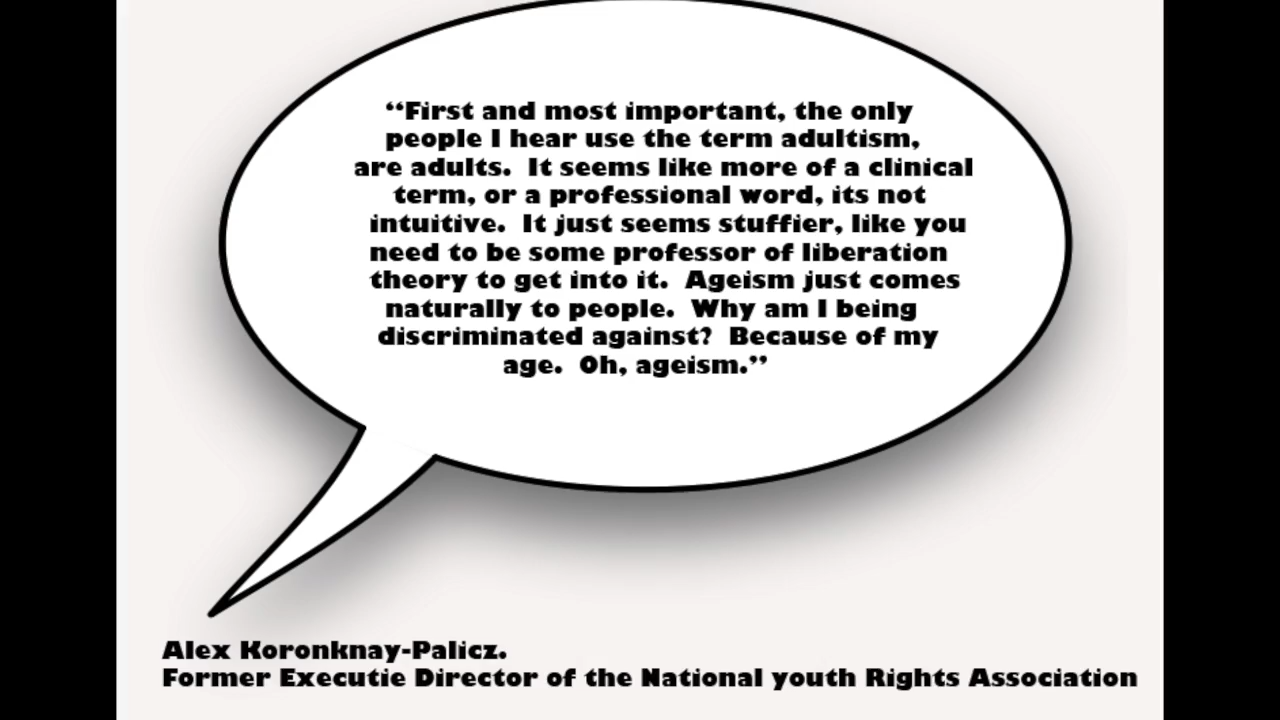 “First and most important, the only
people I hear use the term adultism,
are adults.  It seems like more of a clinical
term, or a professional word, its not
intuitive.  It just seems stuffier, like you
need to be some professor of liberation
theory to get into it.  Ageism just comes
naturally to people.  Why am I being
discriminated against?  Because of my
age.  Oh, ageism.”
Alex Koronknay-Palicz.
Former Executie Director of the National youth Rights Association